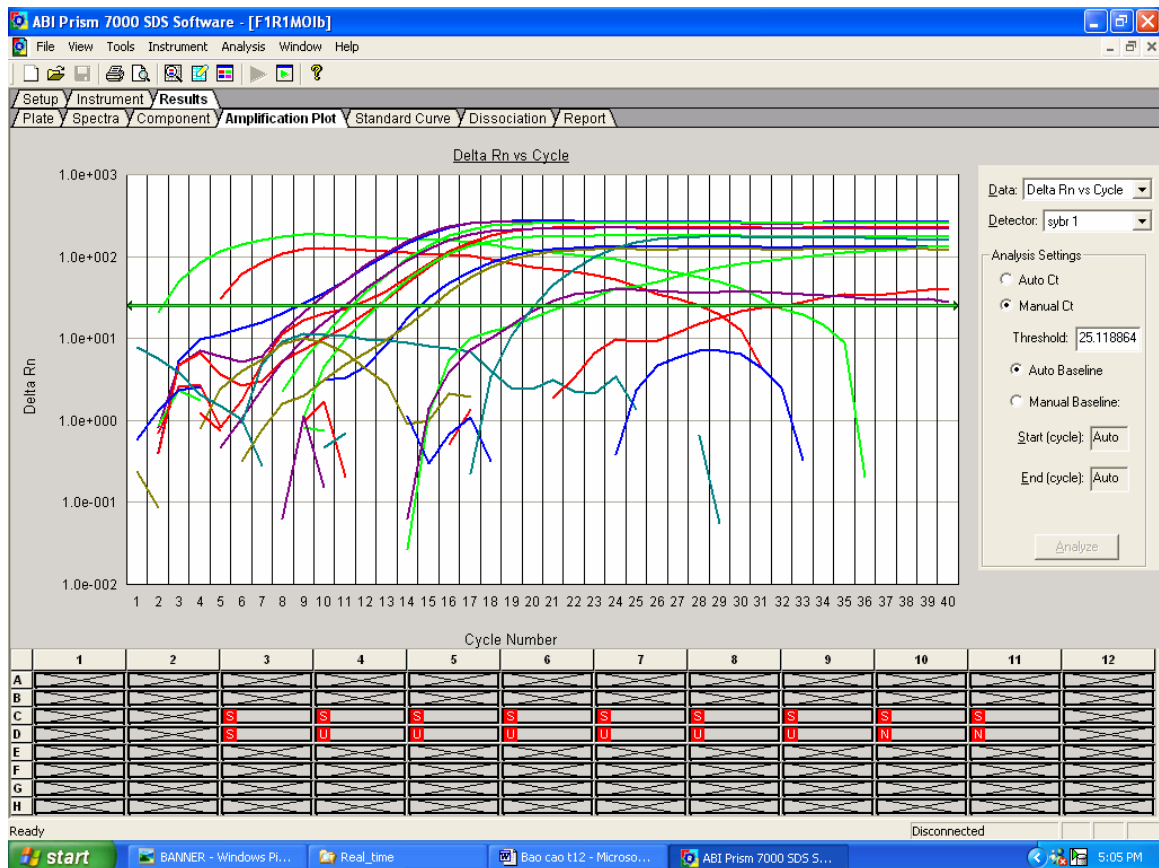 ABI Prism 7000 SDS Software - [F1R1MOIb]
File View Tools Instrument Analysis Window Help
Setup Instrument Results
Plate Spectra Component Amplification Plot Standard Curve Dissociation Report
Delta Rn vs Cycle
1.0e+003
1.0e+002
1.0e+001
1.0e+000
1.0e-001
1.0e-002
Delta Rn
1 2 3 4 5 6 7 8 9 10 11 12 13 14 15 16 17 18 19 20 21 22 23 24 25 26 27 28 29 30 31 32 33 34 35 36 37 38 39 40
Cycle Number
Data: Delta Rn vs Cycle
Detector: sybr 1
Analysis Settings
Auto Ct
Manual Ct
Threshold: 25.118864
Auto Baseline
Manual Baseline:
Start (cycle): Auto
End (cycle): Auto
Analyze
1 2 3 4 5 6 7 8 9 10 11 12
A
B
C S S S S S S S S S
D S U U U U U U N N
E
F
G
H
Ready Disconnected
start BANNER - Windows Pi... Real_time Bao cao t12 - Microso... ABI Prism 7000 SDS S... 5:05 PM